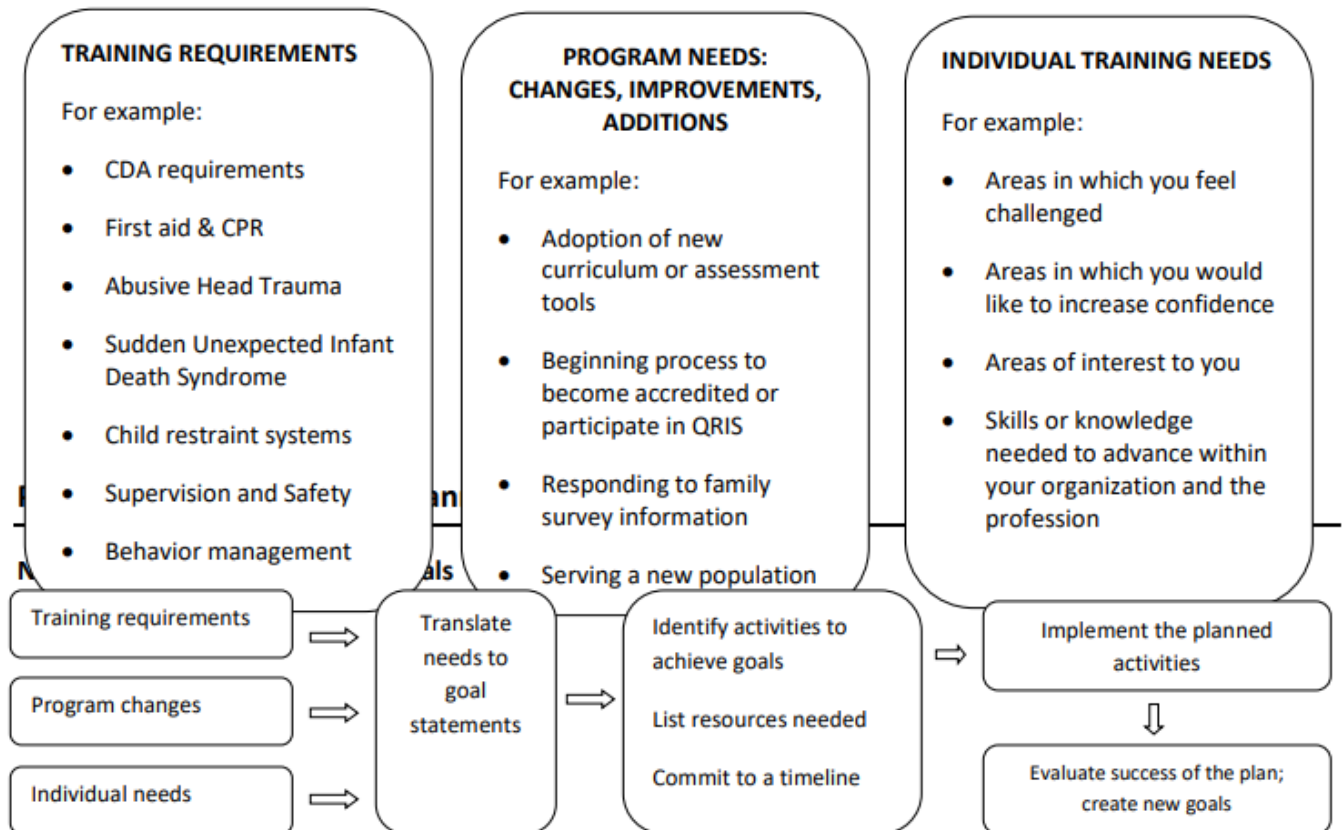 TRAINING REQUIREMENTS
For example:
• CDA requirements
• First aid & CPR
• Abusive Head Trauma
• Sudden Unexpected Infant
Death Syndrome
• Child restraint systems
• Supervision and Safety
• Behavior management
PROGRAM NEEDS:
CHANGES, IMPROVEMENTS,
ADDITIONS
For example:
• Adoption of new
curriculum or assessment
tools
• Beginning process to
become accredited or
participate in QRIS
• Responding to family
survey information
• Serving a new population
INDIVIDUAL TRAINING NEEDS
For example:
• Areas in which you feel
challenged
• Areas in which you would
like to increase confidence
• Areas of interest to you
• Skills or knowledge
needed to advance within
your organization and the
profession
Training requirements
Program changes
Individual needs
Translate
needs to
goal
statements
Identify activities to
achieve goals
List resources needed
Commit to a timeline
Implement the planned
activities
Evaluate success of the plan;
create new goals